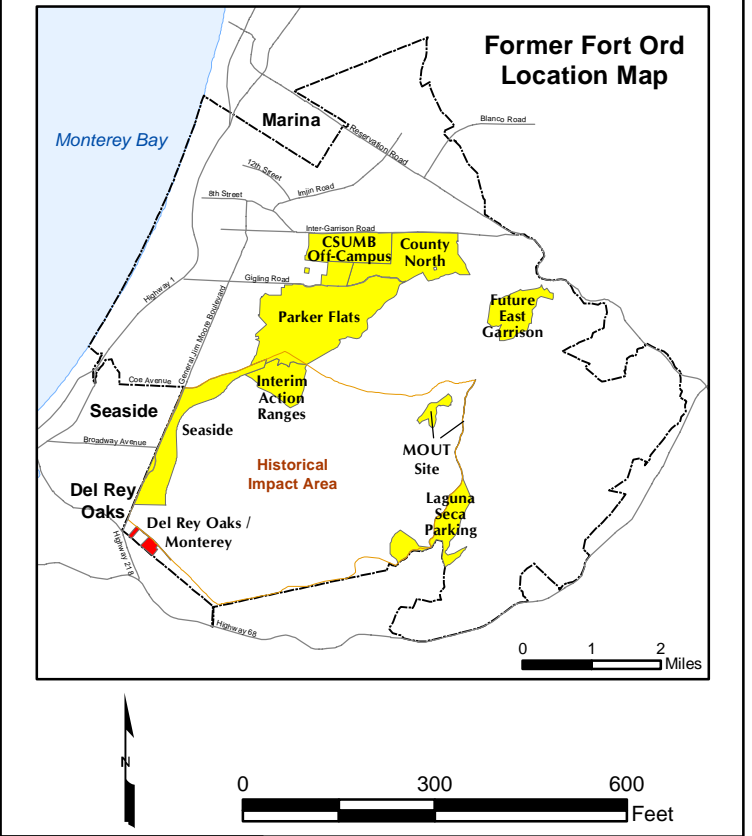 Former Fort Ord
Location Map
Marina
Monterey Bay
Blanco Road
Reservation Road
12th Street
Imjin Road
8th Street
Inter-Garrison Road
CSUMB
Off-Campus
County
North
Gigling Road
Highway 1
General Jim Moore Boulevard
Parker Flats
Future
East
Garrison
Coe Avenue
Interim
Action
Ranges
Seaside
Seaside
Broadway Avenue
MOUT
Site
Historical
Impact Area
Del Rey
Oaks
Laguna
Seca
Parking
Del Rey Oaks /
Monterey
Highway 218
Highway 68
0 1 2
Miles
N
0 300 600
Feet